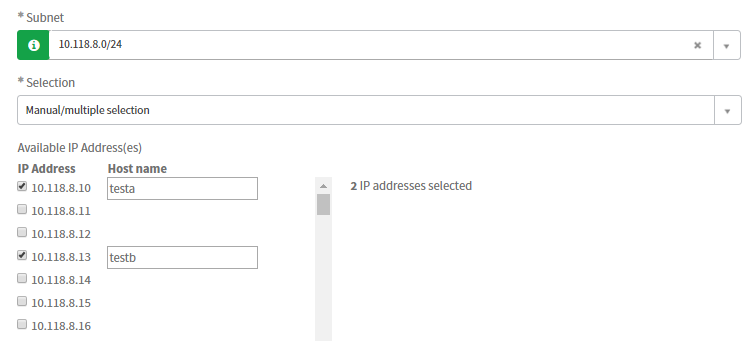 * Subnet
10.118.8.0/24
* Selection
Manual/multiple selection
Available IP Address(es)
IP Address Host name
10.118.8.10 testa 2 IP addresses selected
10.118.8.11
10.118.8.12
10.118.8.13 testb
10.118.8.14
10.118.8.15
10.118.8.16